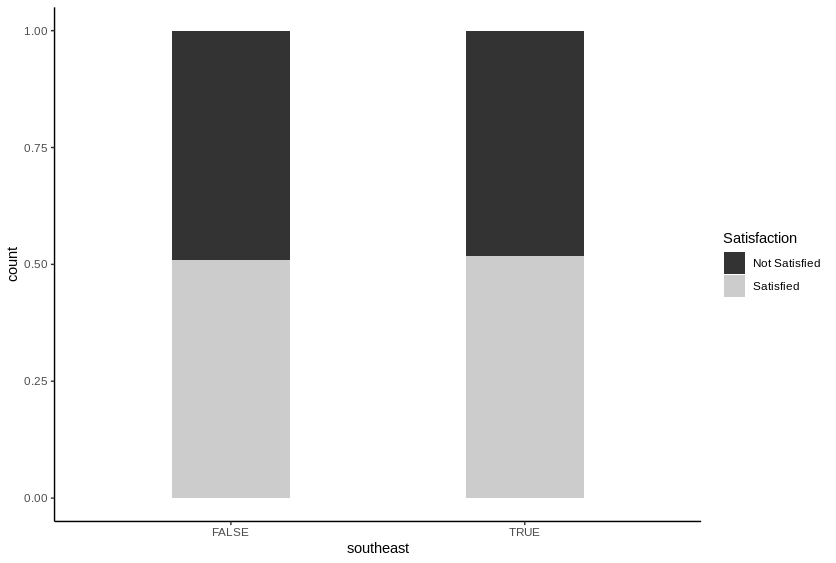 1.00
0.75
0.50
0.25
0.00
count
FALSE
TRUE
southeast
Satisfaction
Not Satisfied
Satisfied